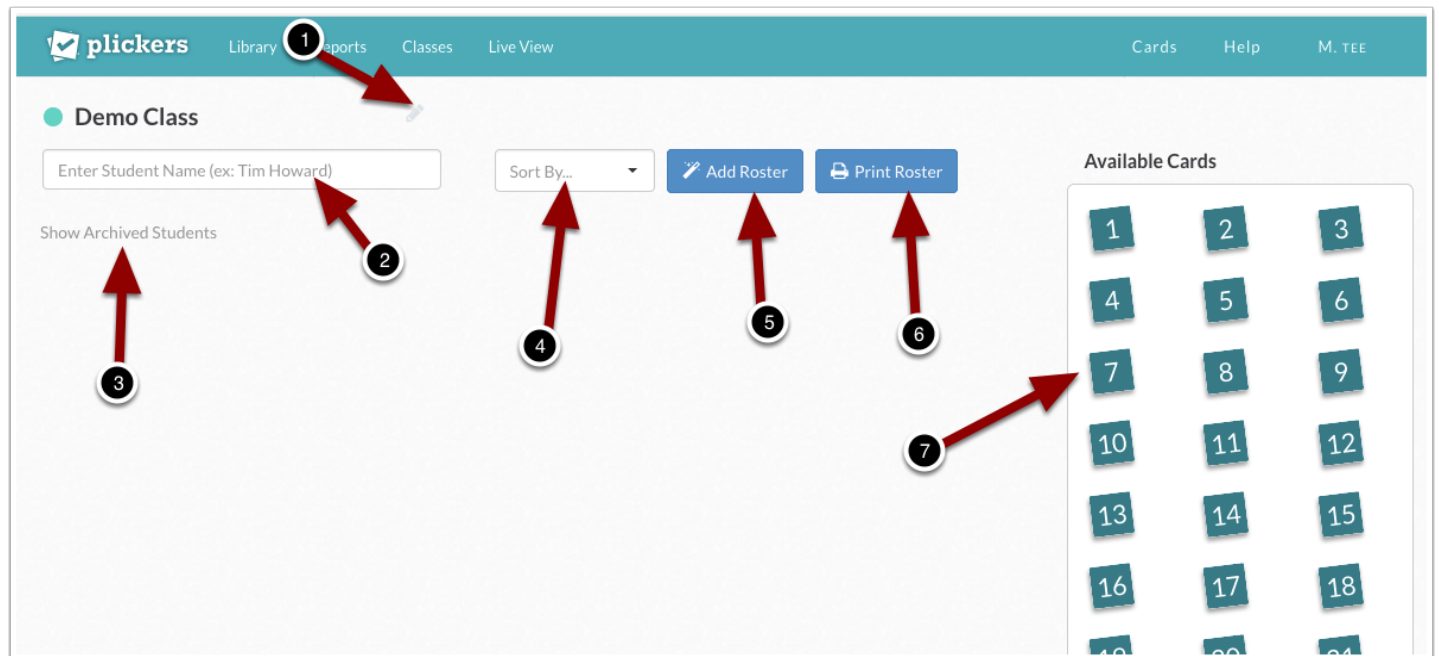 plickers Library 1 eports Classes Live View Cards Help M. TEE
Demo Class
Enter Student Name (ex: Tim Howard) Sort By... Add Roster Print Roster Available Cards
Show Archived Students
2
3
4
5
6
7
1 2 3
4 5 6
7 8 9
10 11 12
13 14 15
16 17 18